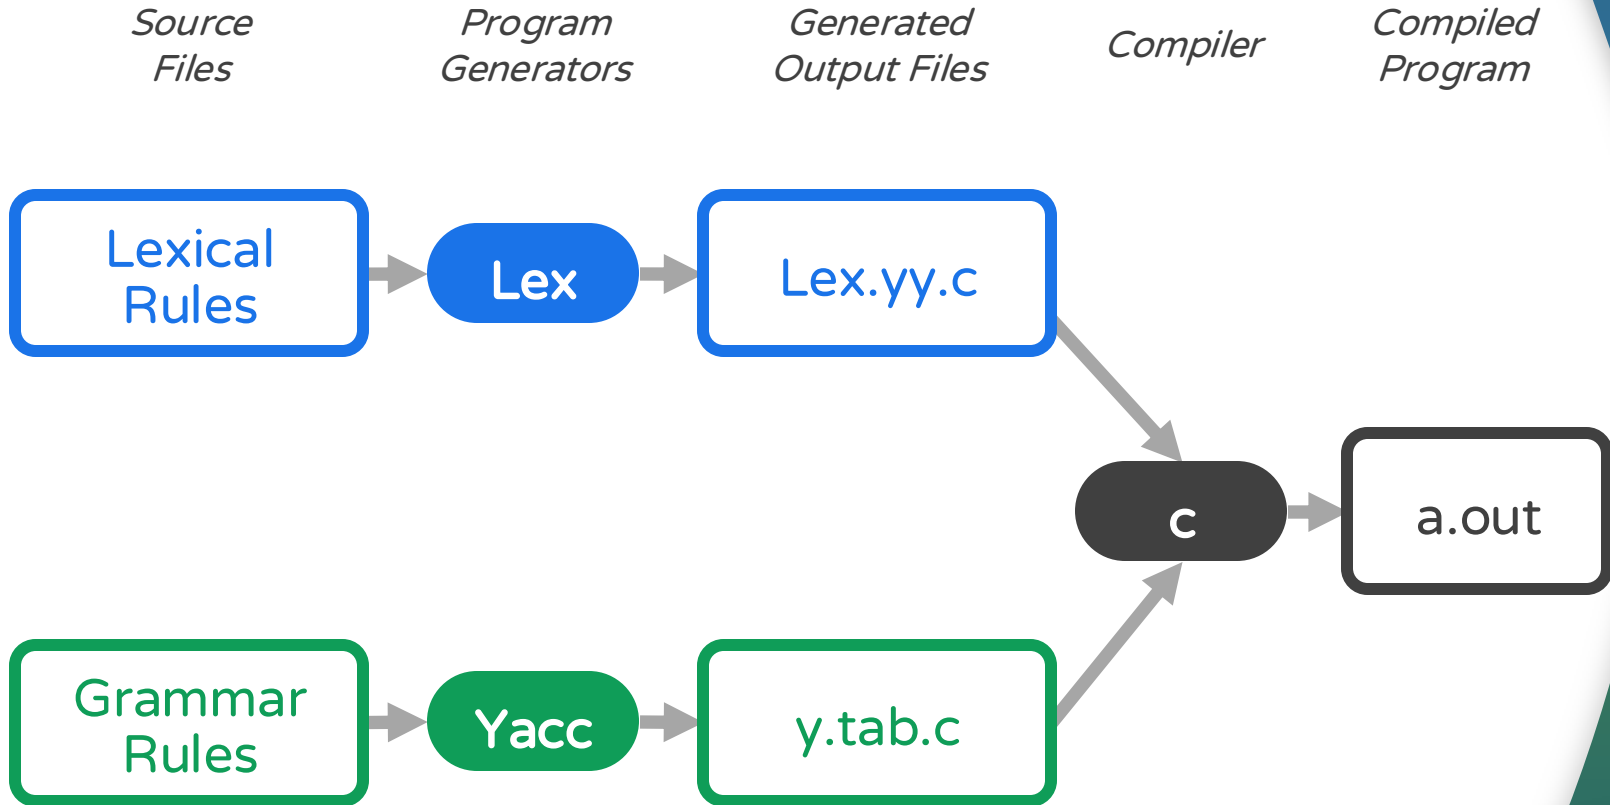 Source
Files
Program
Generators
Generated
Output Files
Compiler
Compiled
Program
Lexical
Rules
Lex
Lex.yy.c
c
a.out
Grammar
Rules
Yacc
y.tab.c